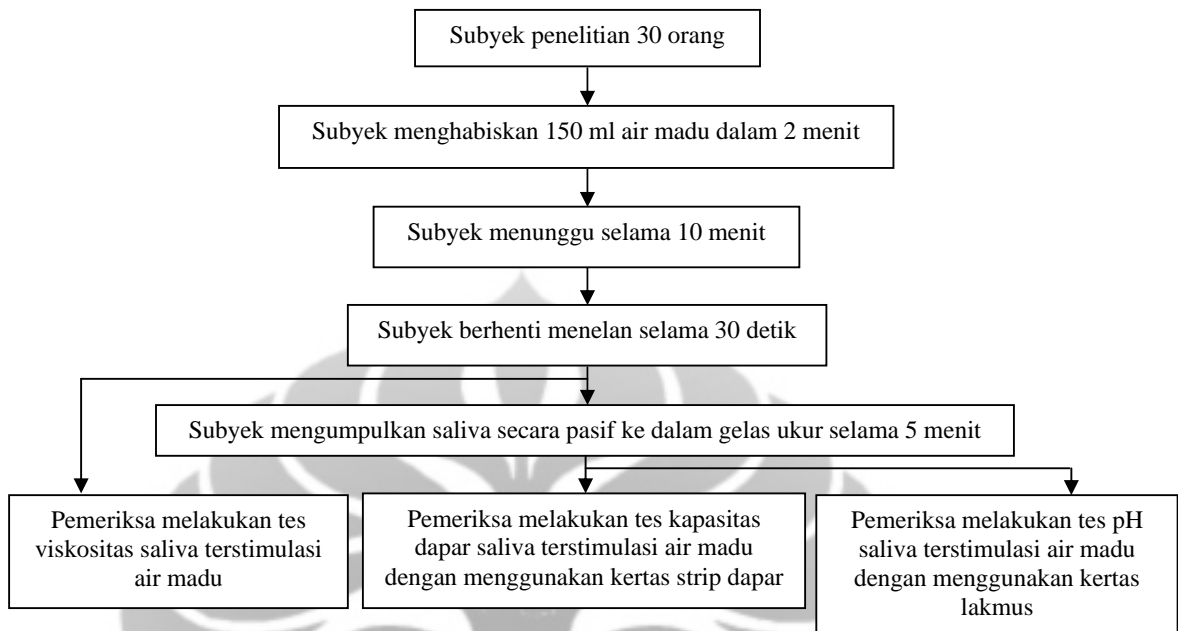 Subyek penelitian 30 orang
Subyek menghabiskan 150 ml air madu dalam 2 menit
Subyek menunggu selama 10 menit
Subyek berhenti menelan selama 30 detik
Subyek mengumpulkan saliva secara pasif ke dalam gelas ukur selama 5 menit
Pemeriksa melakukan tes
viskositas saliva terstimulasi
air madu
Pemeriksa melakukan tes kapasitas
dapar saliva terstimulasi air madu
dengan menggunakan kertas strip dapar
Pemeriksa melakukan tes pH
saliva terstimulasi air madu
dengan menggunakan kertas
lakmus